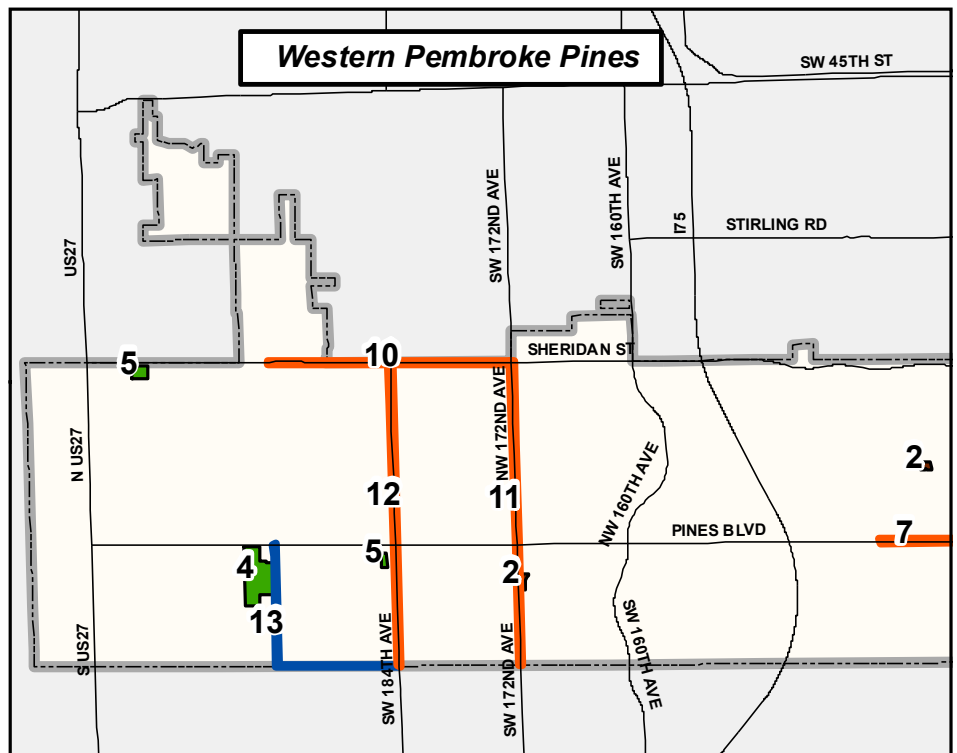 Western Pembroke Pines
SW 45TH ST
US27
SW 172ND AVE
SW 160TH AVE
I75
STIRLING RD
SHERIDAN ST
5
10
N US27
NW 172ND AVE
12
11
NW 160TH AVE
2
PINES BLVD
7
4
5
2
13
S US27
SW 184TH AVE
SW 172ND AVE
SW 160TH AVE